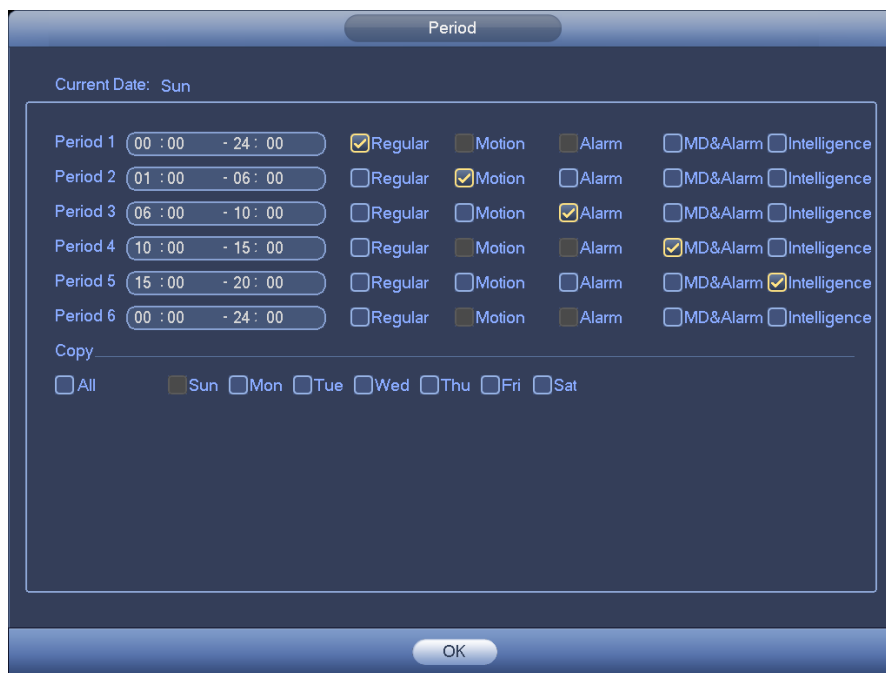 Period
Current Date: Sun
Period 1 00 :00 - 24 : 00 Regular Motion Alarm MD&Alarm Intelligence
Period 2 01 :00 - 06 : 00 Regular Motion Alarm MD&Alarm Intelligence
Period 3 06 :00 - 10 : 00 Regular Motion Alarm MD&Alarm Intelligence
Period 4 10 :00 - 15 : 00 Regular Motion Alarm MD&Alarm Intelligence
Period 5 15 :00 - 20 : 00 Regular Motion Alarm MD&Alarm Intelligence
Period 6 00 :00 - 24 : 00 Regular Motion Alarm MD&Alarm Intelligence
Copy
All Sun Mon Tue Wed Thu Fri Sat
OK